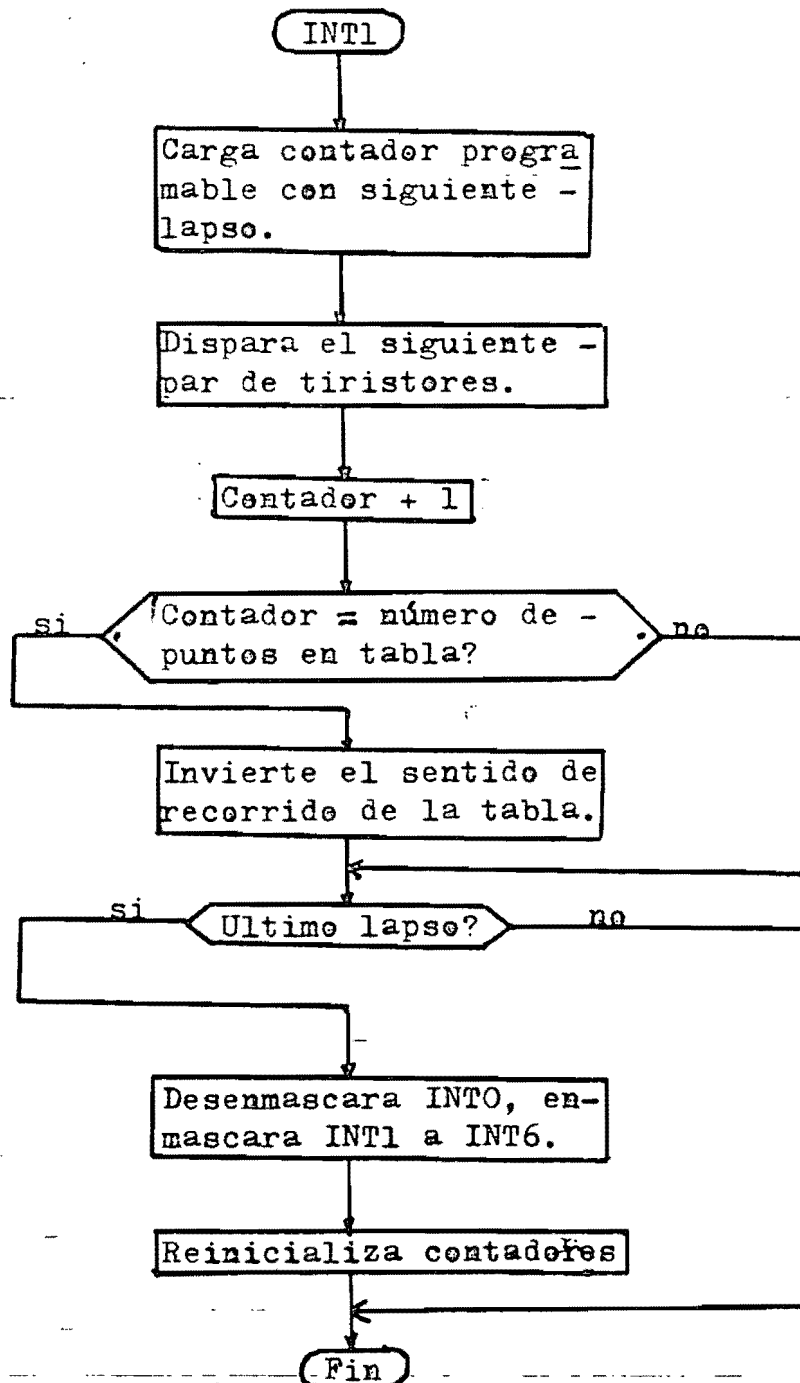 INT1
Carga contador progra
mable con siguiente -
lapso.
Dispara el siguiente -
par de tiristores.
Contador + 1
si
¿Contador = número de -
puntos en tabla?
no
Invierte el sentido de
recorrido de la tabla.
si
Ultimo lapso?
no
Desenmascara INTO, en-
mascara INT1 a INT6.
Reinicializa contadores
Fin